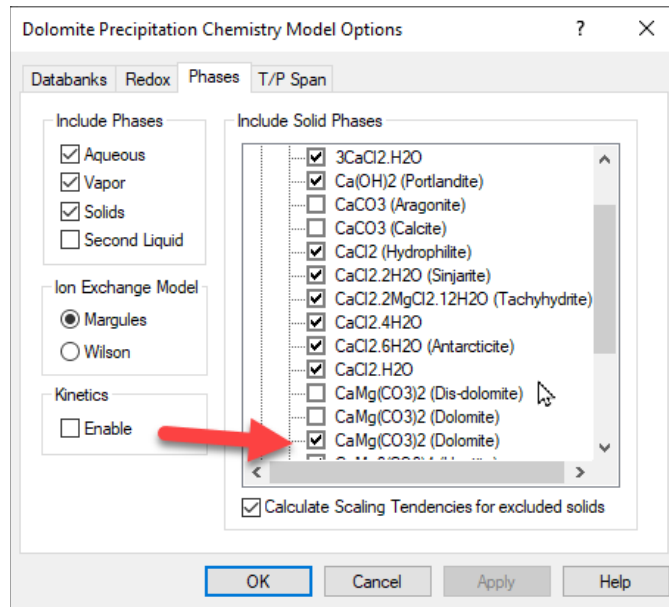 Dolomite Precipitation Chemistry Model Options ?
Databanks Redox Phases T/P Span
Include Phases
Aqueous
Vapor
Solids
Second Liquid
Ion Exchange Model
Margules
Wilson
Kinetics
Enable
Include Solid Phases
3CaCl2.H2O
Ca(OH)2 (Portlandite)
CaCO3 (Aragonite)
CaCO3 (Calcite)
CaCl2 (Hydrophilite)
CaCl2.2H2O (Sinjarite)
CaCl2.2MgCl2.12H2O (Tachyhydrite)
CaCl2.4H2O
CaCl2.6H2O (Antarcticite)
CaCl2.H2O
CaMg(CO3)2 (Dis-dolomite)
CaMg(CO3)2 (Dolomite)
CaMg(CO3)2 (Dolomite)
Calculate Scaling Tendencies for excluded solids
OK Cancel Apply Help